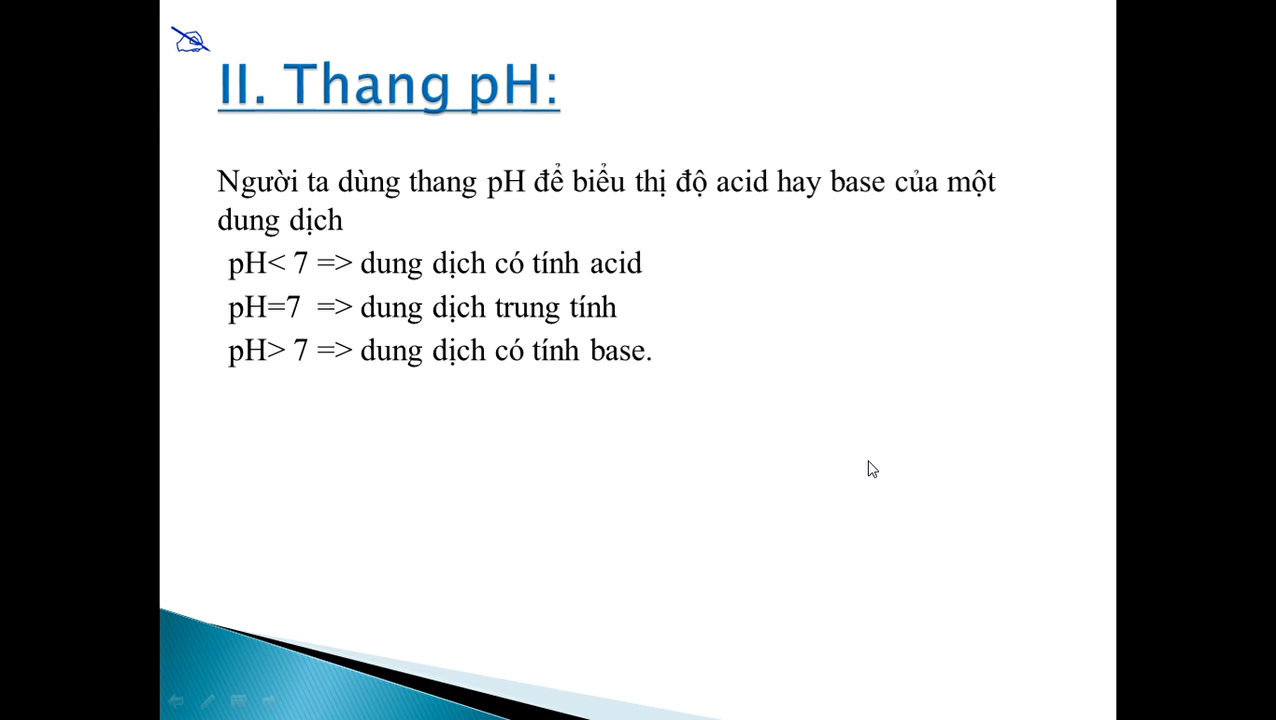 II. Thang pH:
Người ta dùng thang pH để biểu thị độ acid hay base của một
dung dịch
pH< 7 => dung dịch có tính acid
pH=7 => dung dịch trung tính
pH> 7 => dung dịch có tính base.